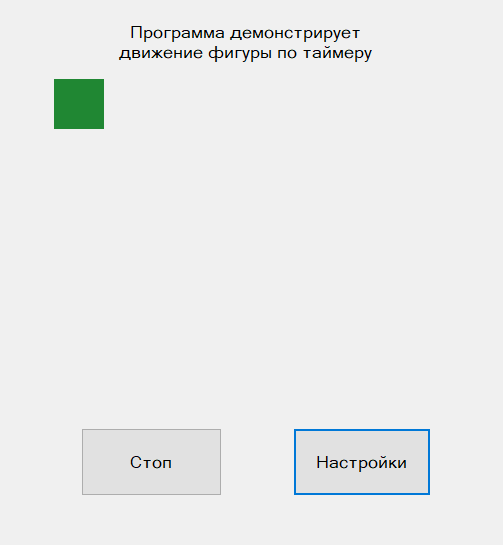 Программа демонстрирует
движение фигуры по таймеру
Стоп
Настройки